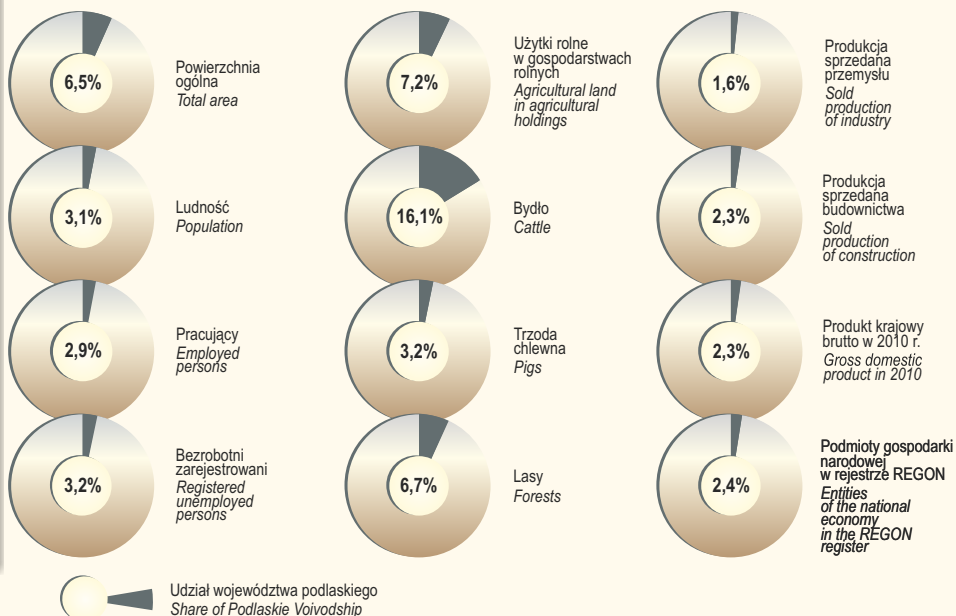 6,5%
Powierzchnia
ogólna
Total area
3,1%
Ludność
Population
2,9%
Pracujący
Employed
persons
3,2%
Bezrobotni
zarejestrowani
Registered
unemployed
persons
7,2%
Użytki rolne
w gospodarstwach
rolnych
Agricultural land
in agricultural
holdings
16,1%
Bydło
Cattle
3,2%
Trzoda
chlewna
Pigs
6,7%
Lasy
Forests
1,6%
Produkcja
sprzedana
przemysłu
Sold
production
of industry
2,3%
Produkcja
sprzedana
budownictwa
Sold
production
of construction
2,3%
Produkt krajowy
brutto w 2010 r.
Gross domestic
product in 2010
2,4%
Podmioty gospodarki
narodowej
w rejestrze REGON
Entities
of the national
economy
in the REGON
register
Udział województwa podlaskiego
Share of Podlaskie Voivodship